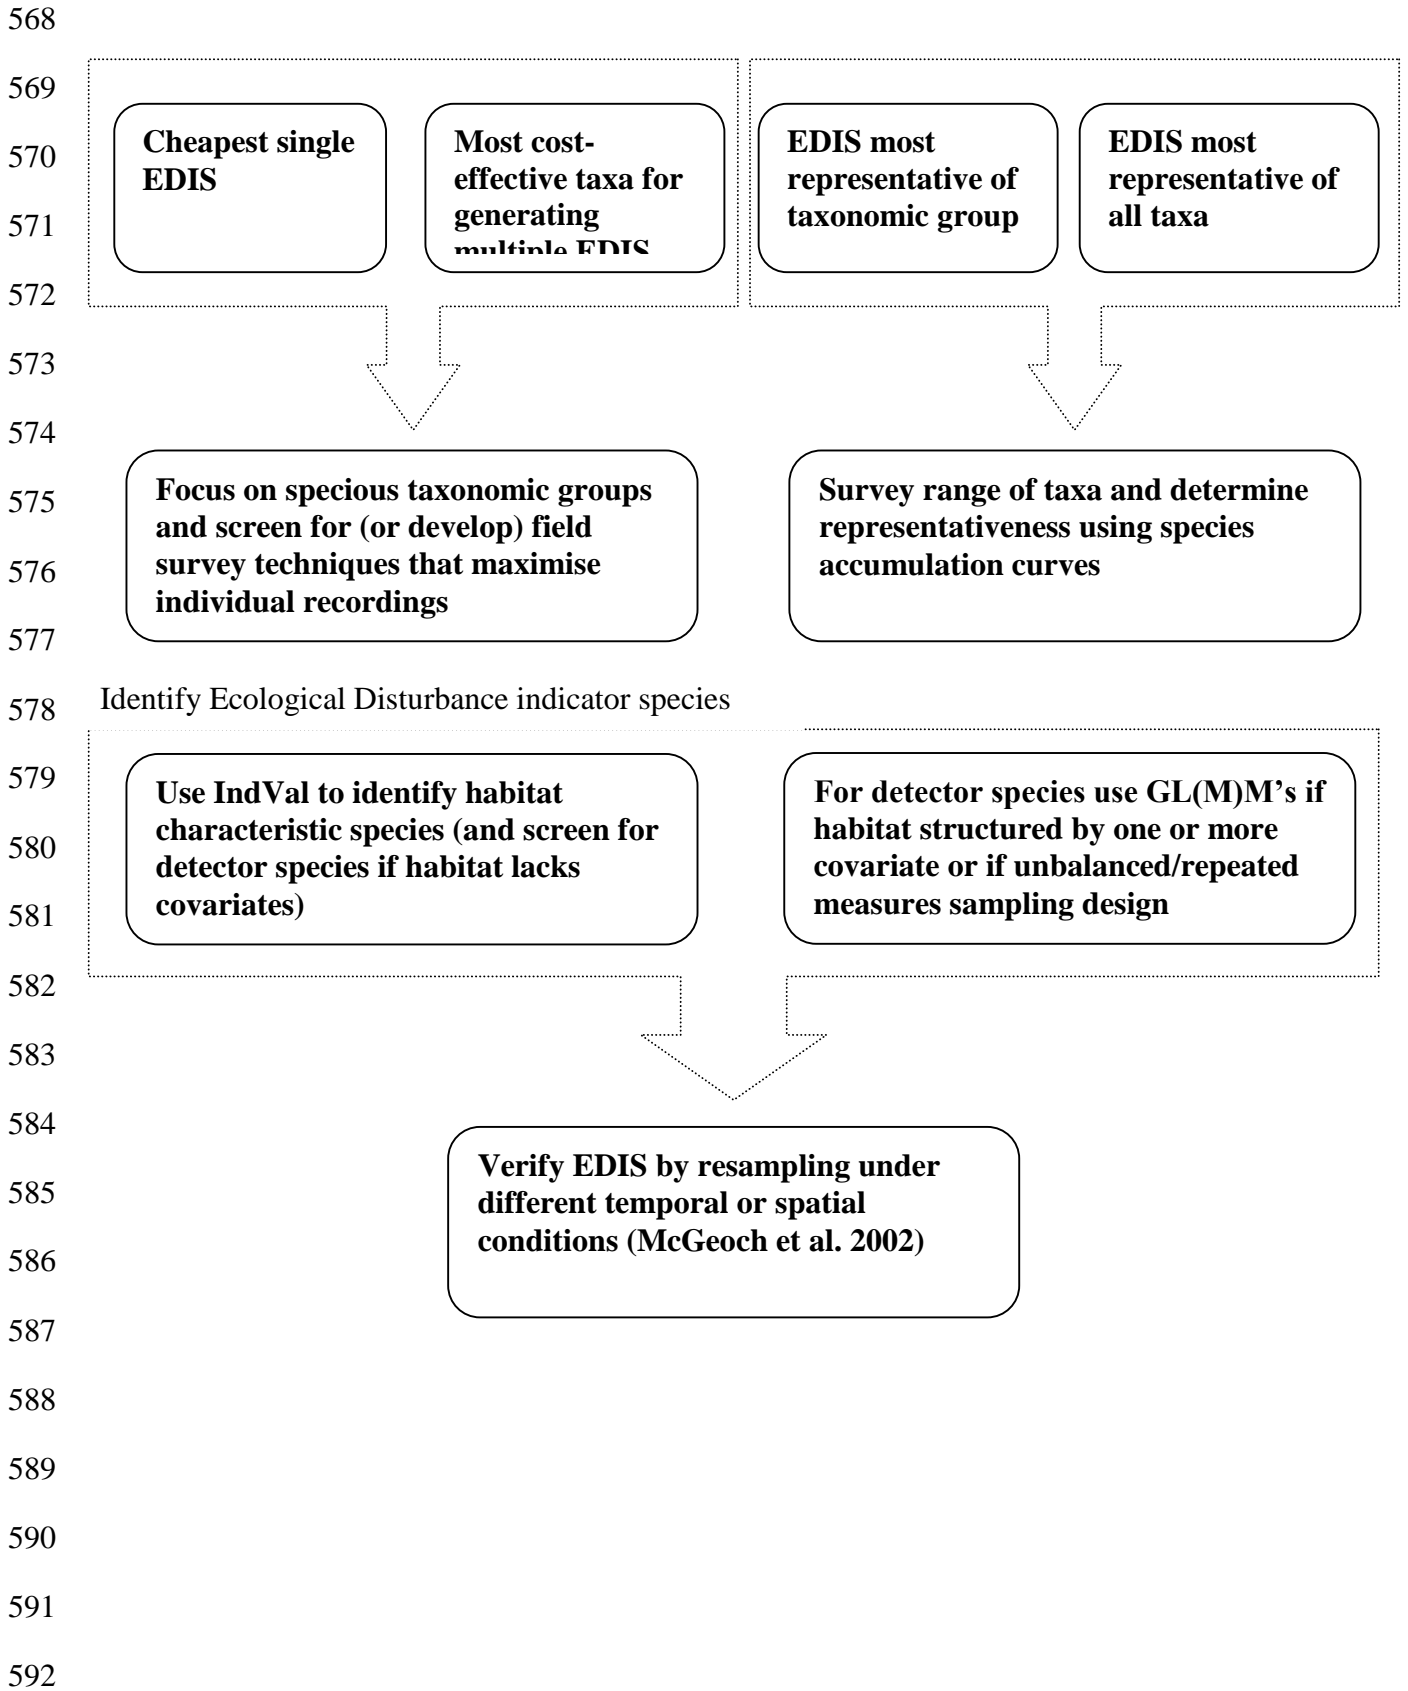 568
569
570
571
572
573
574
575
576
577
578
579
580
581
582
583
584
585
586
587
588
589
590
591
592
Cheapest single
EDIS
Most cost-
effective taxa for
generating
multiple EDIS
EDIS most
representative of
taxonomic group
EDIS most
representative of
all taxa
Focus on specious taxonomic groups
and screen for (or develop) field
survey techniques that maximise
individual recordings
Survey range of taxa and determine
representativeness using species
accumulation curves
Identify Ecological Disturbance indicator species
Use IndVal to identify habitat
characteristic species (and screen for
detector species if habitat lacks
covariates)
For detector species use GL(M)M’s if
habitat structured by one or more
covariate or if unbalanced/repeated
measures sampling design
Verify EDIS by resampling under
different temporal or spatial
conditions (McGeoch et al. 2002)